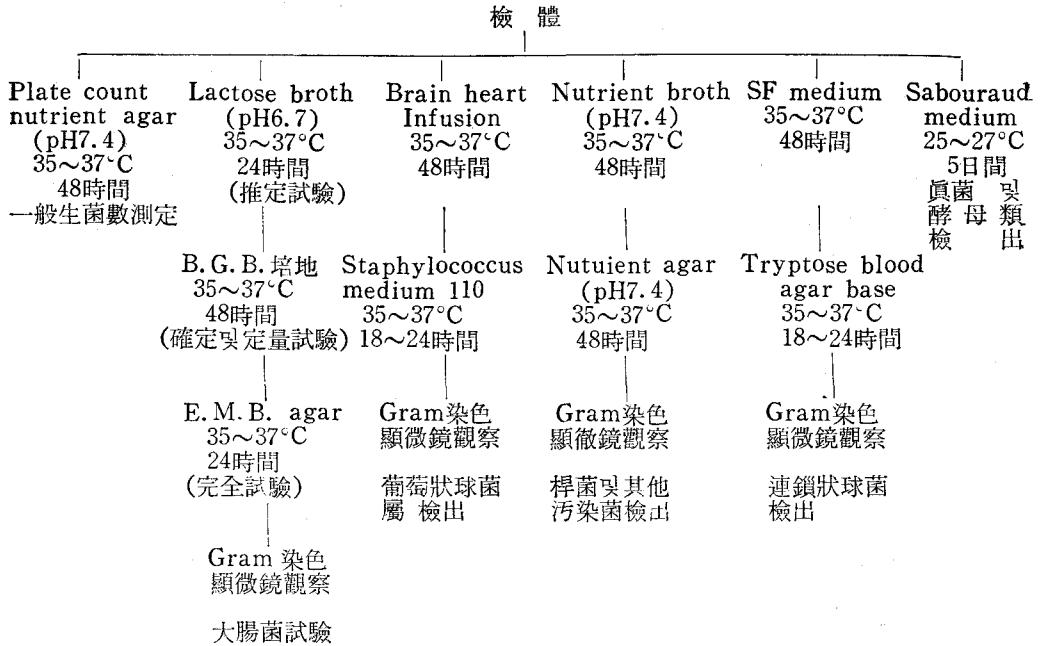 檢 體
Plate count
nutrient agar
(pH7.4)
35~37°C
48時間
一般生菌數測定
Lactose broth
(pH6.7)
35~37°C
24時間
(推定試驗)
B.G.B.培地
35~37°C
48時間
(確定및定量試驗)
E.M.B. agar
35~37°C
24時間
(完全試驗)
Gram 染色
顯微鏡觀察
大腸菌試驗
Brain heart
Infusion
35~37°C
48時間
Staphylococcus
medium 110
35~37°C
18~24時間
Gram染色
顯微鏡觀察
葡萄狀球菌
屬 檢出
Nutrient broth
(pH7.4)
35~37°C
48時間
Nutuient agar
(pH7.4)
35~37°C
48時間
Gram染色
顯微鏡觀察
桿菌및其他
汚染菌檢出
SF medium
35~37°C
48時間
Tryptose blood
agar base
35~37°C
18~24時間
Gram染色
顯微鏡觀察
連鎖狀球菌
檢出
Sabouraud
medium
25~27°C
5日間
眞菌 및
酵母類
檢 出